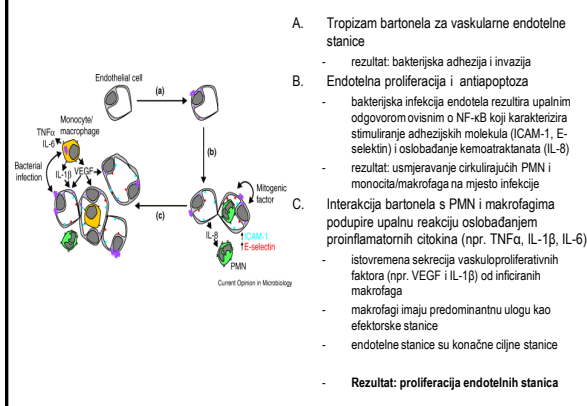 Endothelial cell
(a)
Monocyte/
macrophage
TNFα
IL-6
Bacterial
infection
IL-1β
VEGF
(b)
(c)
Mitogenic
factor
IL-8
ICAM-1
E-selectin
PMN
Current Opinion in Microbiology
A. Tropizam bartonela za vaskularne endotelne
stanice
- rezultat: bakterijska adhezija i invazija
B. Endotelna proliferacija i antiapoptoza
- bakterijska infekcija endotela rezultira upalnim
odgovorom ovisnim o NF-κB koji karakterizira
stimuliranje adhezijskih molekula (ICAM-1, E-
selektin) i oslobađanje kemoatraktanata (IL-8)
- rezultat: usmjeravanje cirkulirajućih PMN i
monocita/makrofaga na mjesto infekcije
C. Interakcija bartonela s PMN i makrofagima
podupire upalnu reakciju oslobađanjem
proinflamatornih citokina (npr. TNFα, IL-1β, IL-6)
- istovremena sekrecija vaskuloproliferativnih
faktora (npr. VEGF i IL-1β) od inficiranih
makrofaga
- makrofagi imaju predominantnu ulogu kao
efektorske stanice
- endotelne stanice su konačne ciljne stanice
- Rezultat: proliferacija endotelnih stanica